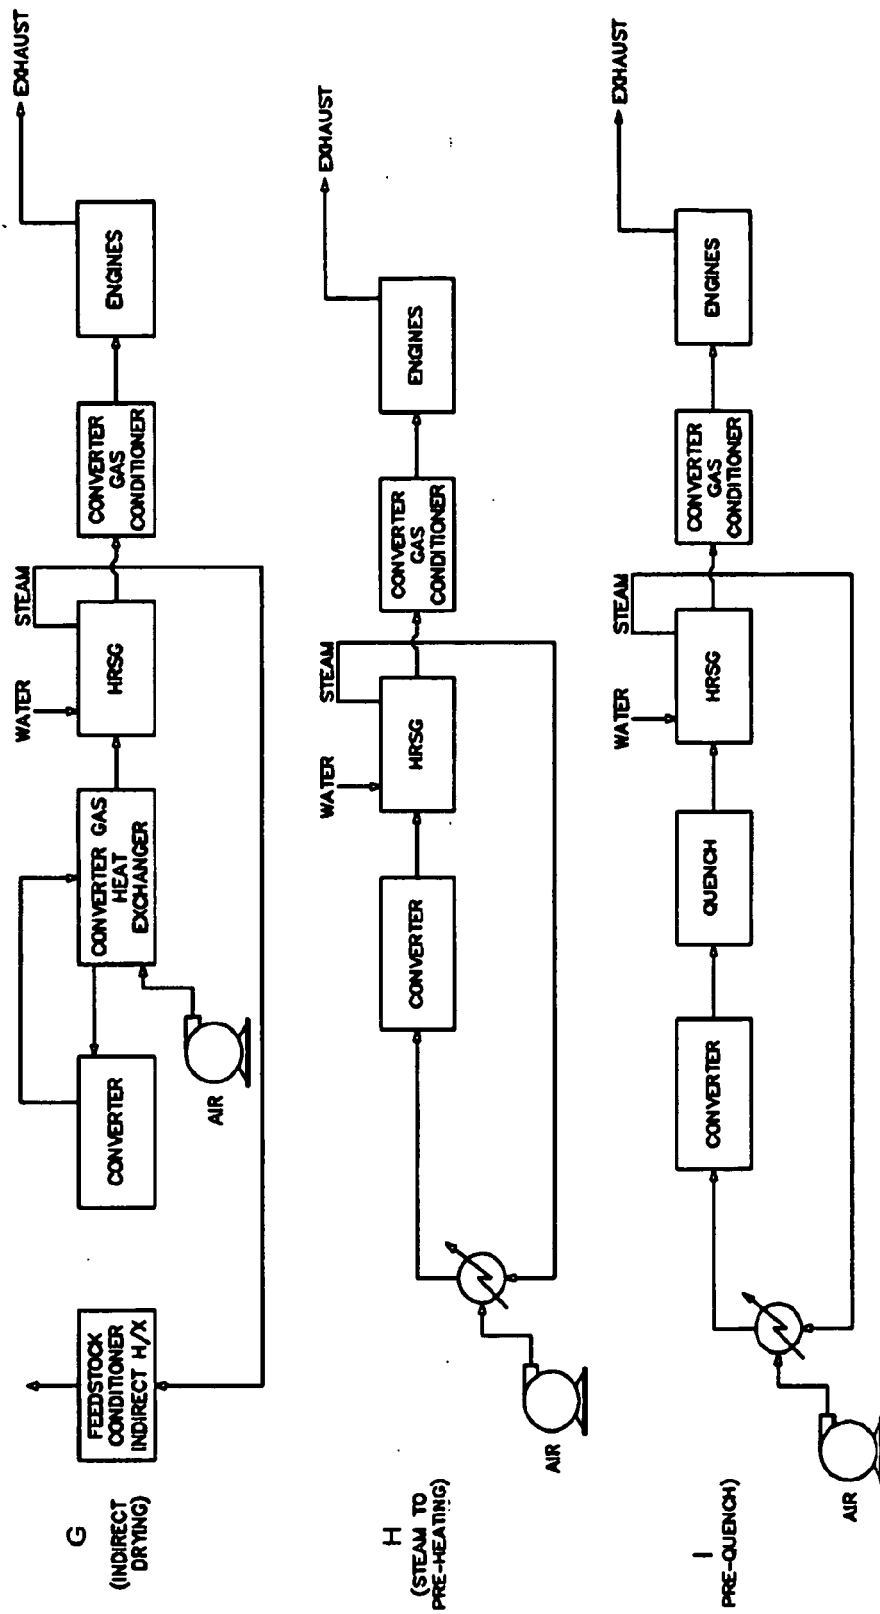 G
(INDIRECT
DRYING)
FEEDSTOCK
CONDITIONER
INDIRECT H/X
CONVERTER
AIR
CONVERTER GAS
HEAT
EXCHANGER
WATER
STEAM
HRSG
CONVERTER
GAS
CONDITIONER
ENGINES
EXHAUST
H
(STEAM TO
PRE-HEATING)
AIR
CONVERTER
WATER
STEAM
HRSG
CONVERTER
GAS
CONDITIONER
ENGINES
EXHAUST
I
PRE-QUENCH)
AIR
CONVERTER
QUENCH
WATER
STEAM
HRSG
CONVERTER
GAS
CONDITIONER
ENGINES
EXHAUST